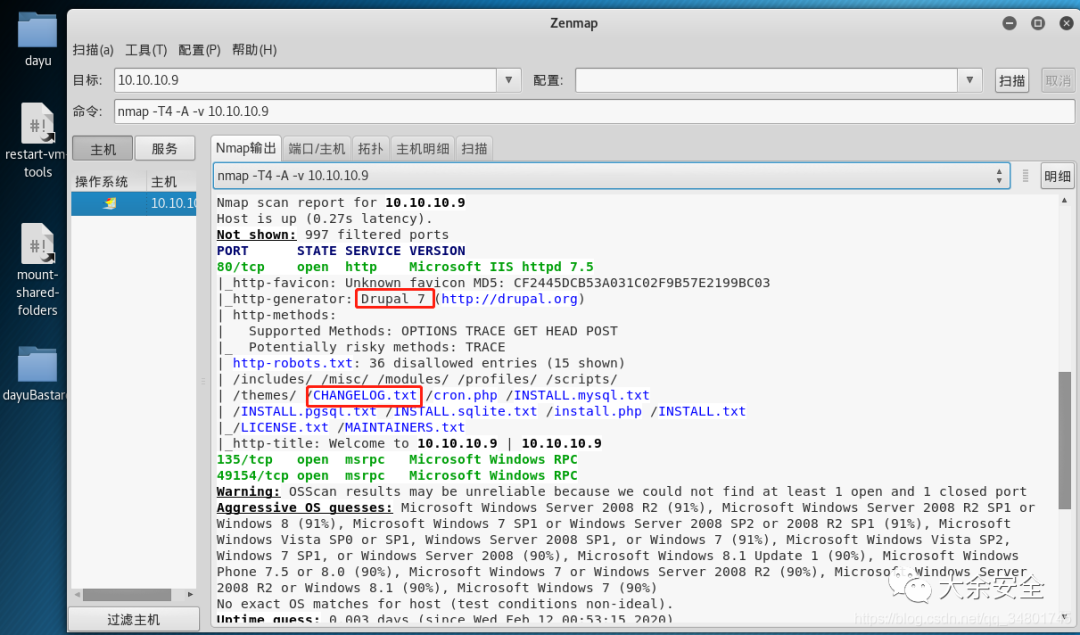 Zenmap
扫描(a) 工具(T) 配置(P) 帮助(H)
目标: 10.10.10.9 配置: 扫描 取消
命令: nmap -T4 -A -v 10.10.10.9
主机 服务 Nmap输出 端口/主机 拓扑 主机明细 扫描
操作系统 主机
10.10.10
nmap -T4 -A -v 10.10.10.9 明细
Nmap scan report for 10.10.10.9
Host is up (0.27s latency).
Not shown: 997 filtered ports
PORT STATE SERVICE VERSION
80/tcp open http Microsoft IIS httpd 7.5
|_http-favicon: Unknown favicon MD5: CF2445DCB53A031C02F9B57E2199BC03
|_http-generator: Drupal 7 (http://drupal.org)
| http-methods:
|   Supported Methods: OPTIONS TRACE GET HEAD POST
|_  Potentially risky methods: TRACE
| http-robots.txt: 36 disallowed entries (15 shown)
| /includes/ /misc/ /modules/ /profiles/ /scripts/
| /themes/ /CHANGELOG.txt /cron.php /INSTALL.mysql.txt
| /INSTALL.pgsql.txt /INSTALL.sqlite.txt /install.php /INSTALL.txt
|_/LICENSE.txt /MAINTAINERS.txt
|_http-title: Welcome to 10.10.10.9 | 10.10.10.9
135/tcp open msrpc Microsoft Windows RPC
49154/tcp open msrpc Microsoft Windows RPC
Warning: OSScan results may be unreliable because we could not find at least 1 open and 1 closed port
Aggressive OS guesses: Microsoft Windows Server 2008 R2 (91%), Microsoft Windows Server 2008 R2 SP1 or
Windows 8 (91%), Microsoft Windows 7 SP1 or Windows Server 2008 SP2 or 2008 R2 SP1 (91%), Microsoft
Windows Vista SP0 or SP1, Windows Server 2008 SP1, or Windows 7 (91%), Microsoft Windows Vista SP2,
Windows 7 SP1, or Windows Server 2008 (90%), Microsoft Windows 8.1 Update 1 (90%), Microsoft Windows
Phone 7.5 or 8.0 (90%), Microsoft Windows 7 or Windows Server 2008 R2 (90%), Microsoft Windows Server
2008 R2 or Windows 8.1 (90%), Microsoft Windows 7 (90%)
No exact OS matches for host (test conditions non-ideal).
Uptime guess: 0.003 days (since Wed Feb 12 00:53:15 2020)
过滤主机
dayu
restart-vm-
tools
mount-
shared-
folders
dayuBastard
大余安全